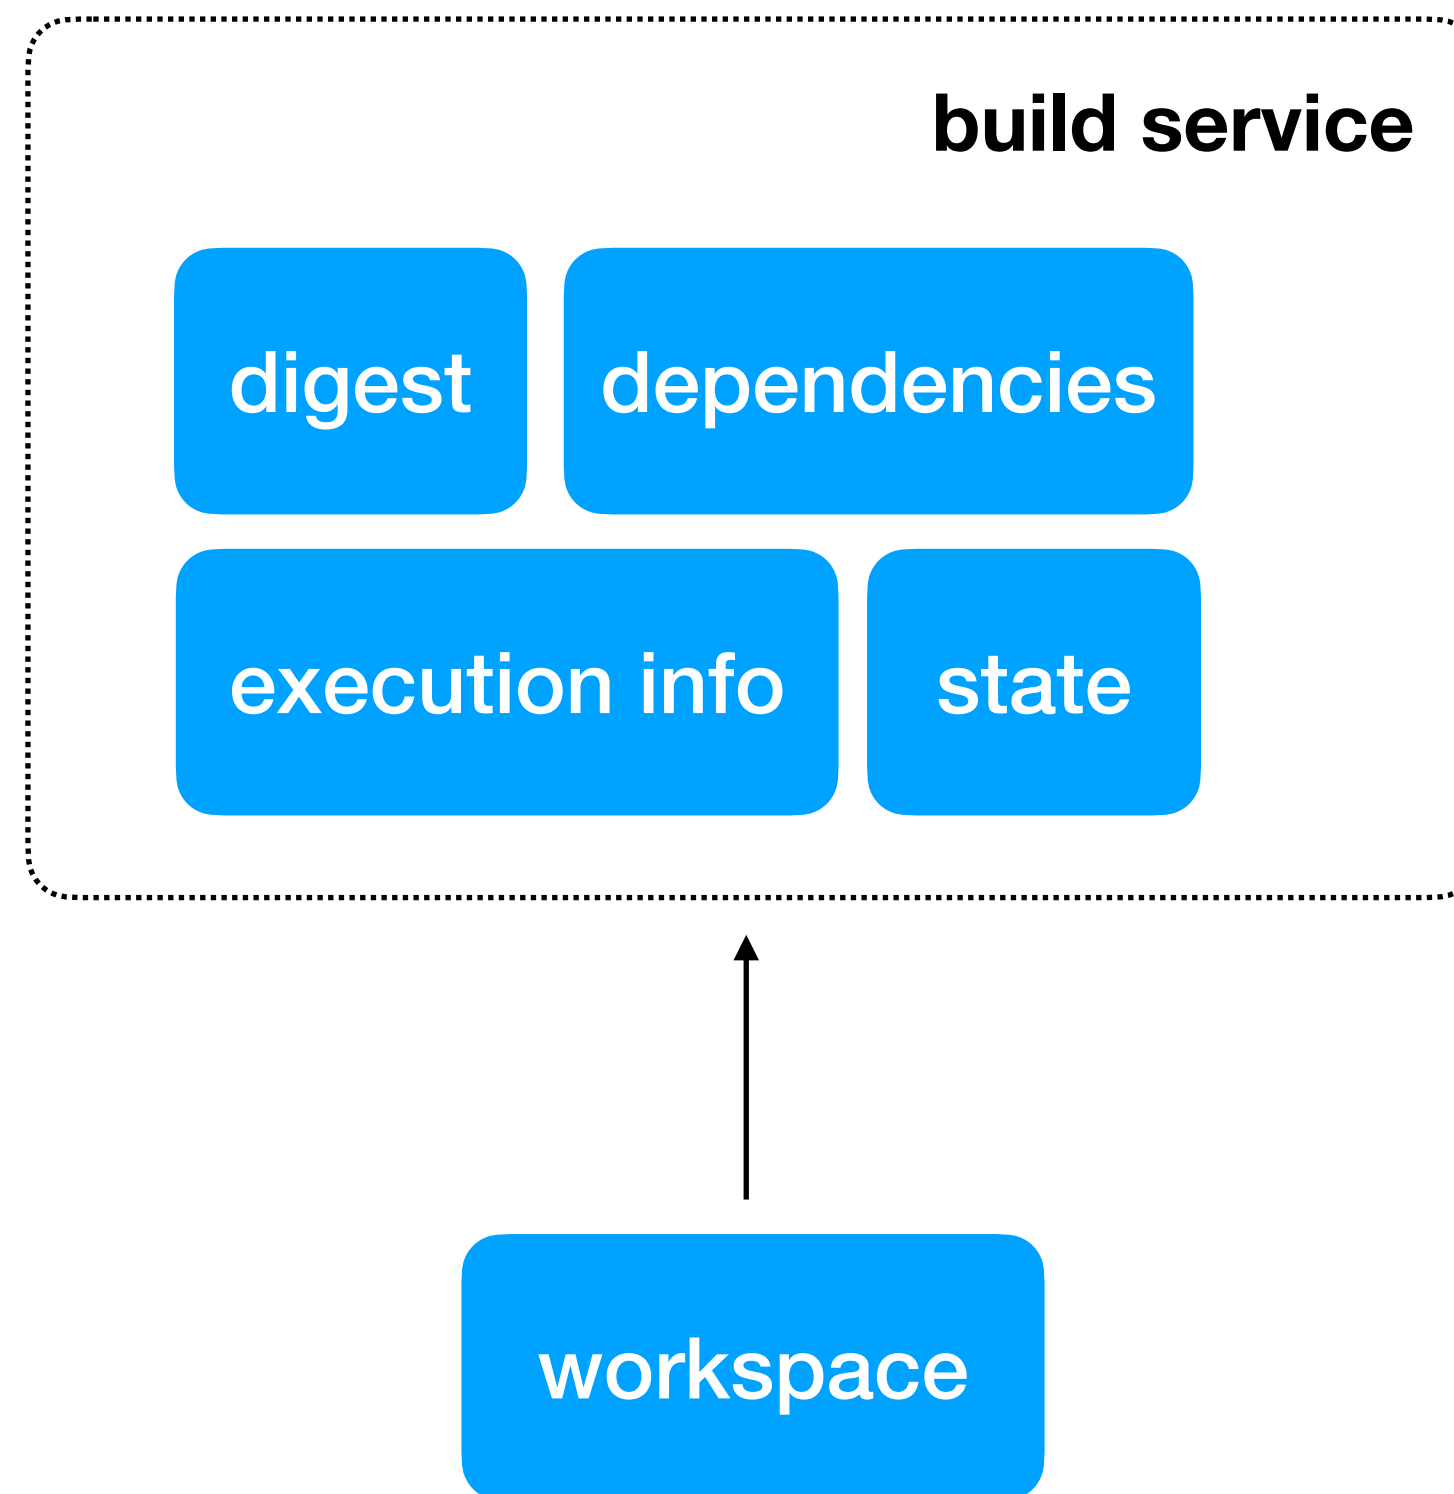 build service
digest
dependencies
execution info
state
workspace